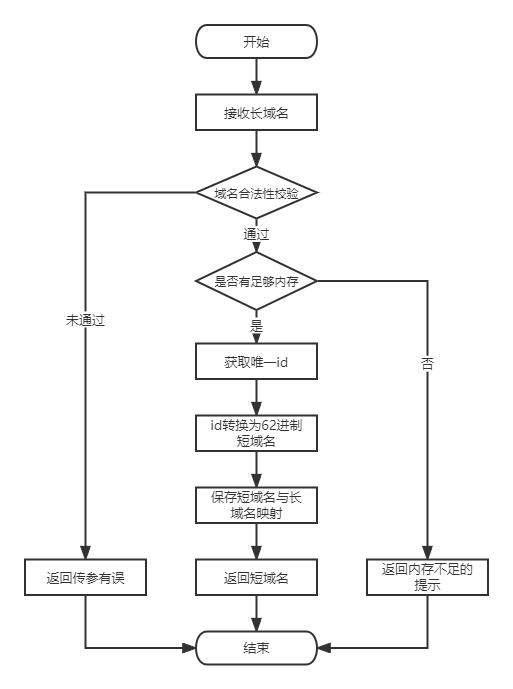 开始
接收长域名
域名合法性校验
通过
是否有足够内存
未通过
是
否
获取唯一id
id转换为62进制
短域名
保存短域名与长
域名映射
返回传参有误
返回短域名
返回内存不足的
提示
结束